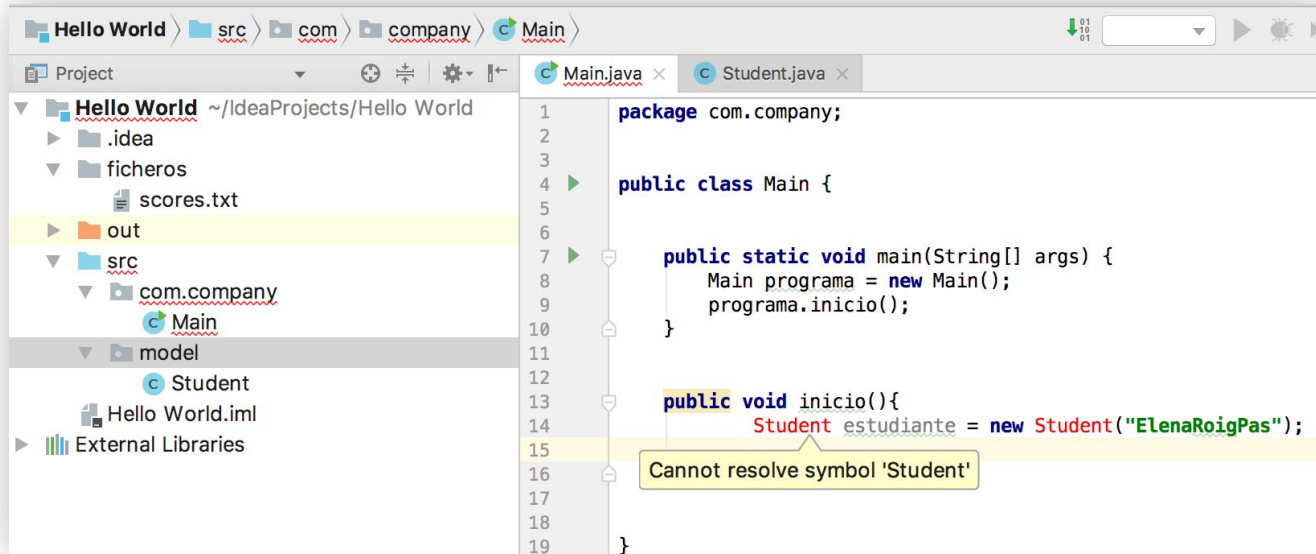 Hello World src com company Main
Project
Main.java Student.java
Hello World ~/IdeaProjects/Hello World
.idea
ficheros
scores.txt
out
src
com.company
Main
model
Student
Hello World.iml
External Libraries
1 package com.company;
2
3
4 public class Main {
5
6
7 public static void main(String[] args) {
8 Main programa = new Main();
9 programa.inicio();
10 }
11
12
13 public void inicio(){
14 Student estudiante = new Student("ElenaRoigPas");
15
Cannot resolve symbol 'Student'
16
17
18
19 }